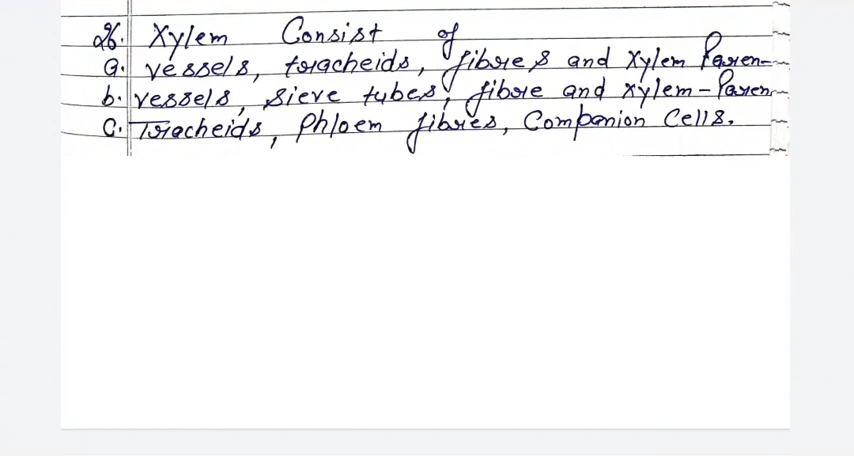 26. Xylem Consist of
a. vessels, tracheids, fibres and Xylem Paren-
b. vessels, sieve tubes, fibre and xylem-Paren
c. Tracheids, Phloem fibres, Companion Cells.